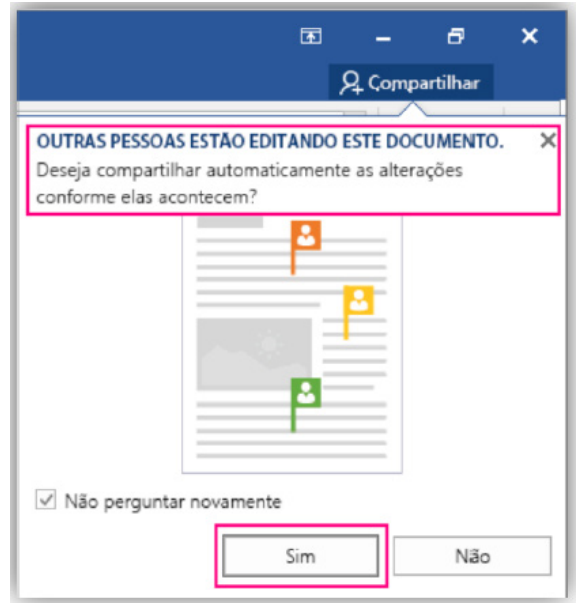 Compartilhar
OUTRAS PESSOAS ESTÃO EDITANDO ESTE DOCUMENTO.
Deseja compartilhar automaticamente as alterações
conforme elas acontecem?
Não perguntar novamente
Sim
Não